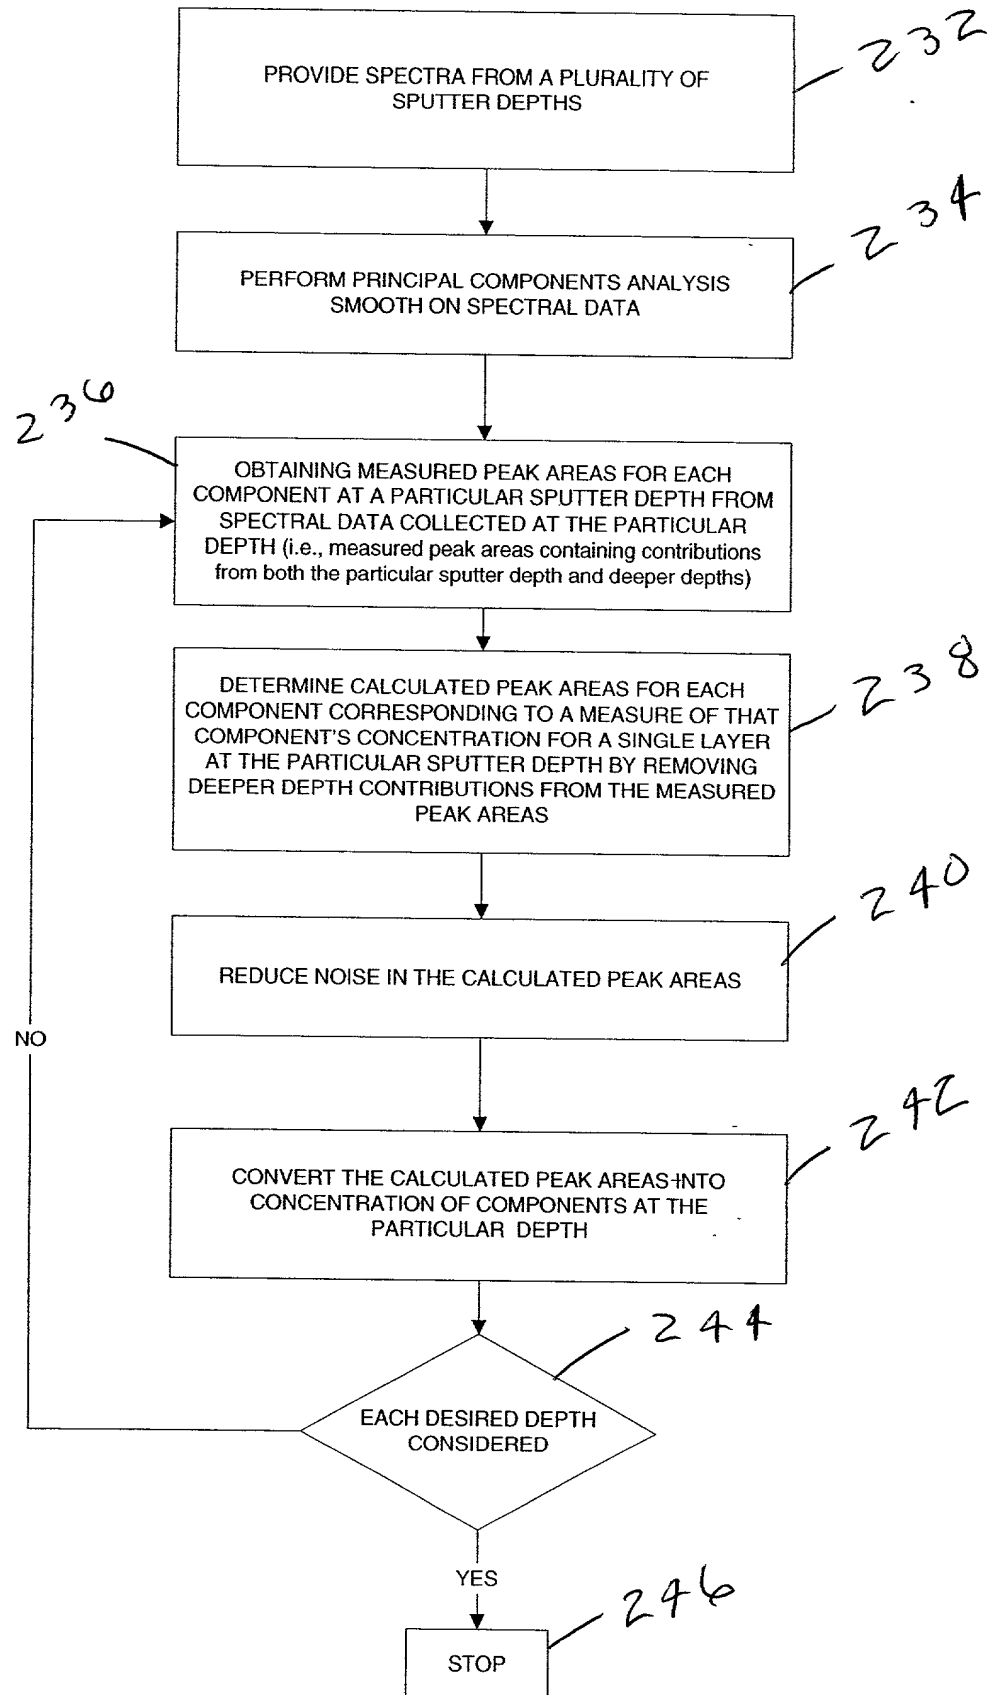 PROVIDE SPECTRA FROM A PLURALITY OF
SPUTTER DEPTHS
232
PERFORM PRINCIPAL COMPONENTS ANALYSIS
SMOOTH ON SPECTRAL DATA
234
236
OBTAINING MEASURED PEAK AREAS FOR EACH
COMPONENT AT A PARTICULAR SPUTTER DEPTH FROM
SPECTRAL DATA COLLECTED AT THE PARTICULAR
DEPTH (i.e., measured peak areas containing contributions
from both the particular sputter depth and deeper depths)
DETERMINE CALCULATED PEAK AREAS FOR EACH
COMPONENT CORRESPONDING TO A MEASURE OF THAT
COMPONENT'S CONCENTRATION FOR A SINGLE LAYER
AT THE PARTICULAR SPUTTER DEPTH BY REMOVING
DEEPER DEPTH CONTRIBUTIONS FROM THE MEASURED
PEAK AREAS
238
REDUCE NOISE IN THE CALCULATED PEAK AREAS
240
NO
CONVERT THE CALCULATED PEAK AREAS INTO
CONCENTRATION OF COMPONENTS AT THE
PARTICULAR DEPTH
242
244
EACH DESIRED DEPTH
CONSIDERED
YES
246
STOP